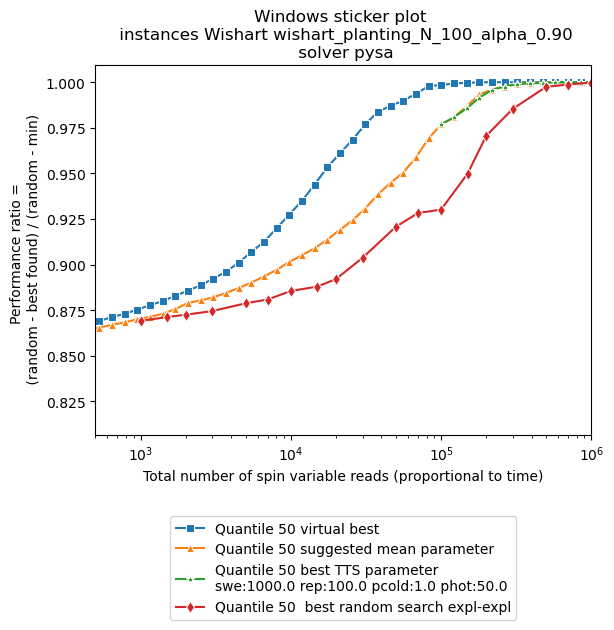 Windows sticker plot
instances Wishart wishart_planting_N_100_alpha_0.90
solver pysa
Performance ratio =
(random - best found) / (random - min)
1.000
0.975
0.950
0.925
0.900
0.875
0.850
0.825
10³
10⁴
10⁵
10⁶
Total number of spin variable reads (proportional to time)
Quantile 50 virtual best
Quantile 50 suggested mean parameter
Quantile 50 best TTS parameter
swe:1000.0 rep:100.0 pcold:1.0 phot:50.0
Quantile 50  best random search expl-expl